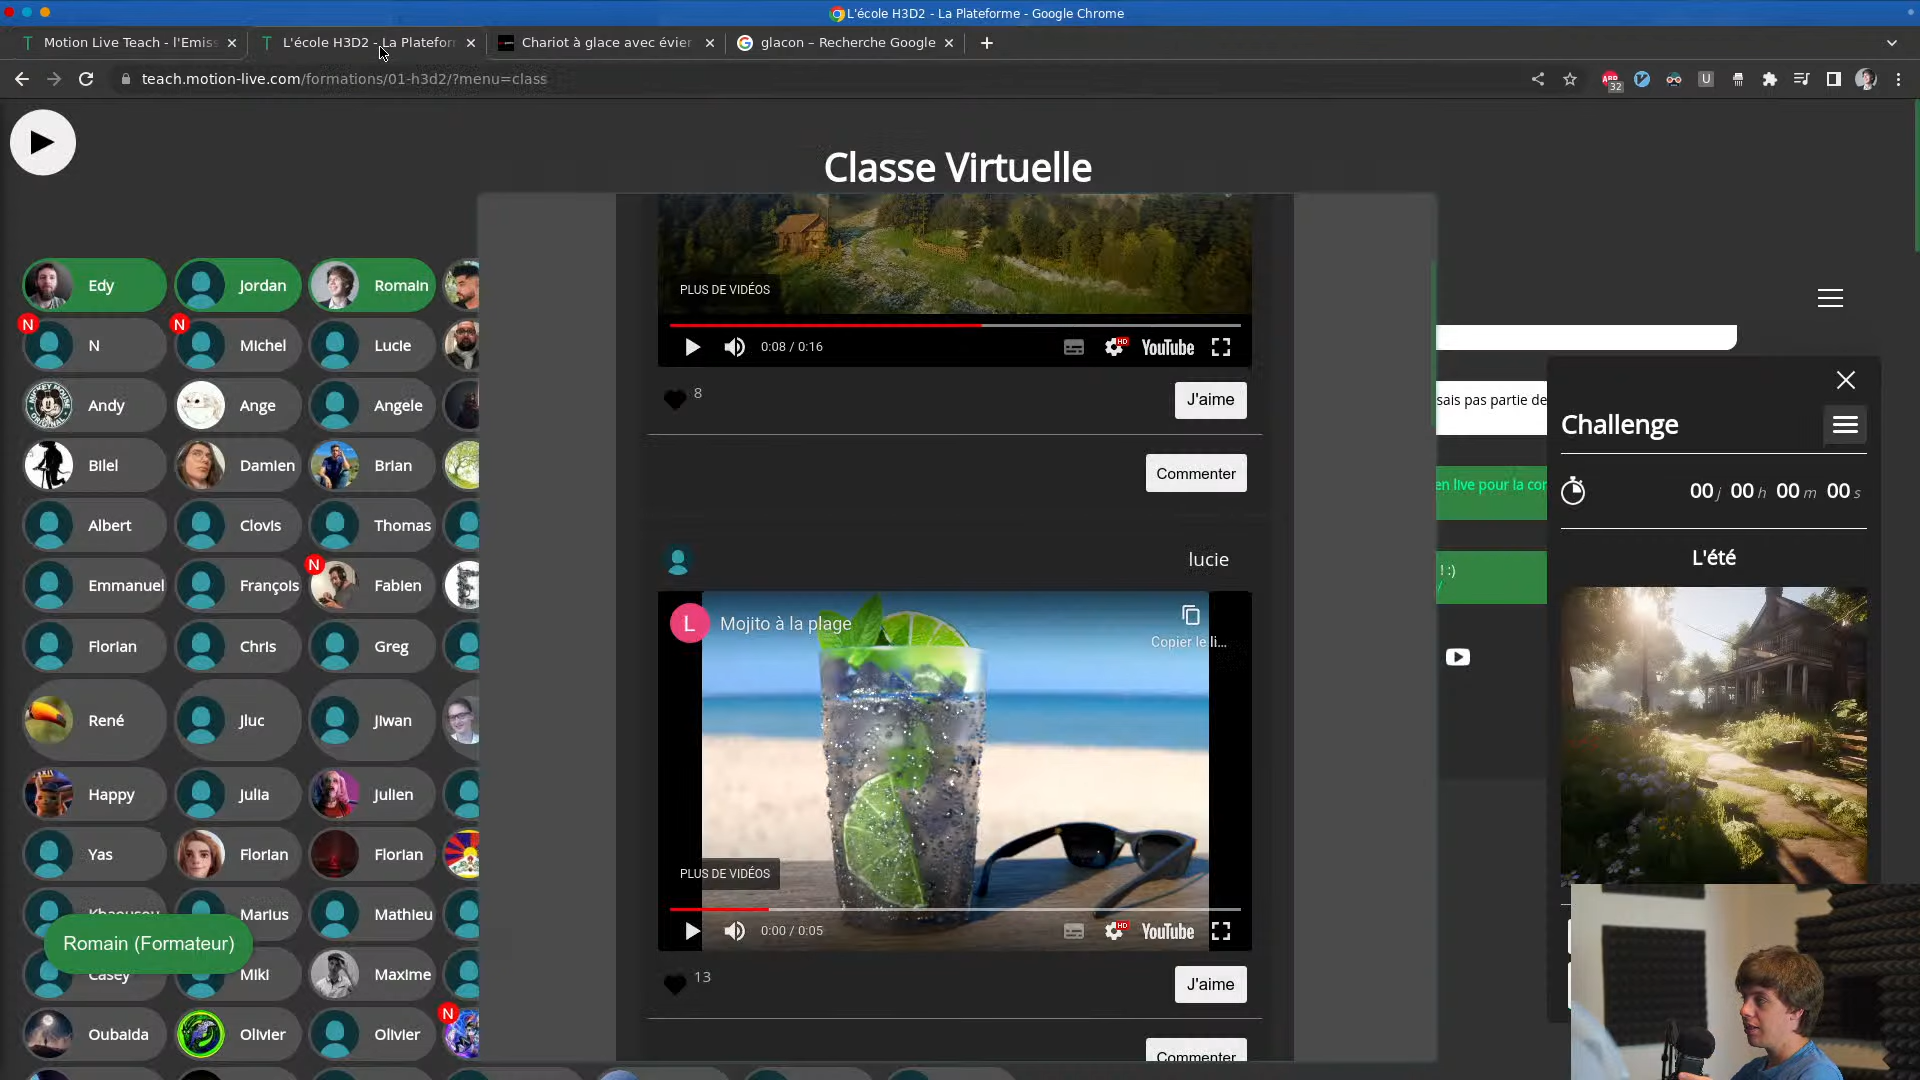 L'école H3D2 - La Plateforme - Google Chrome
Motion Live Teach - l'Emiss
L'école H3D2 - La Platefor
Chariot à glace avec évier
glacon – Recherche Google
teach.motion-live.com/formations/01-h3d2/?menu=class
32
U
Classe Virtuelle
Edy
Jordan
Romain
N
N
N
Michel
Lucie
Andy
Ange
Angele
Bilel
Damien
Brian
Albert
Clovis
Thomas
N
Emmanuel
François
Fabien
Florian
Chris
Greg
René
Jluc
Jiwan
Happy
Julia
Julien
Yas
Florian
Florian
Marius
Mathieu
Romain (Formateur)
Casey
Miki
Maxime
N
Oubaida
Olivier
Olivier
PLUS DE VIDÉOS
0:08 / 0:16
HD
YouTube
8
J'aime
Commenter
lucie
L
Mojito à la plage
Copier le li...
PLUS DE VIDÉOS
0:00 / 0:05
HD
YouTube
13
J'aime
Commenter
sais pas partie de
en live pour la cor
! :)
Challenge
00 j 00 h 00 m 00 s
L'été